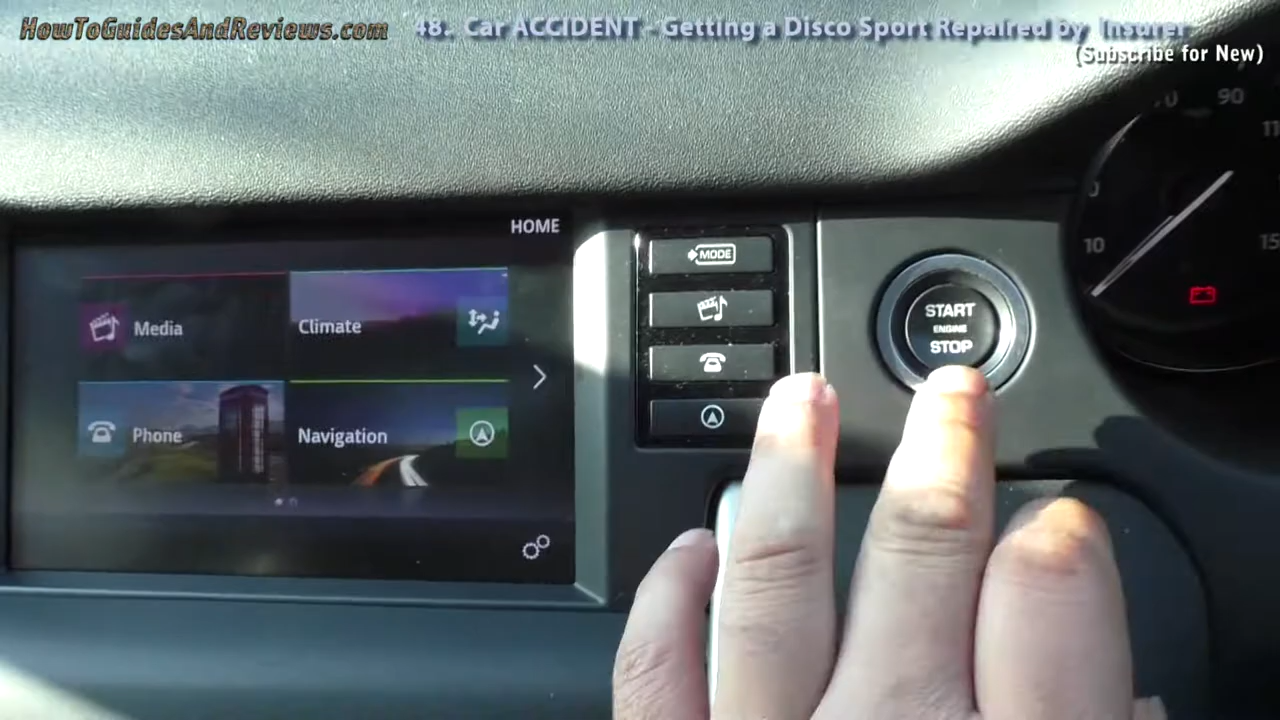 HowToGuidesAndReviews.com
48. Car ACCIDENT - Getting a Disco Sport Repaired by Insurer
(Subscribe for New)
HOME
Media
Climate
Phone
Navigation
MODE
START
ENGINE
STOP
90
10